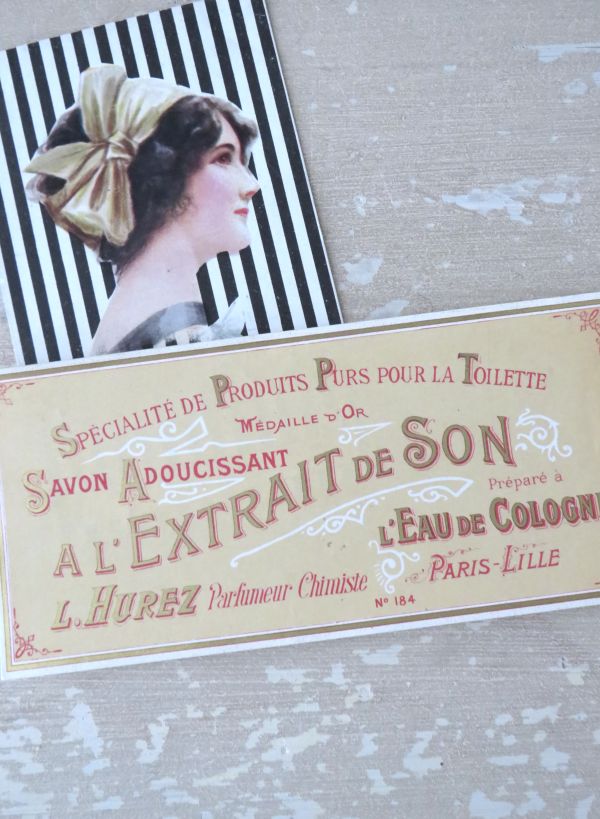 Spécialité de Produits Purs pour la Toilette
Médaille d'Or
Savon Adoucissant
A l'Extrait de Son
Préparé à
l'Eau de Cologne
L. Hurez Parfumeur Chimiste
Nº 184
Paris-Lille